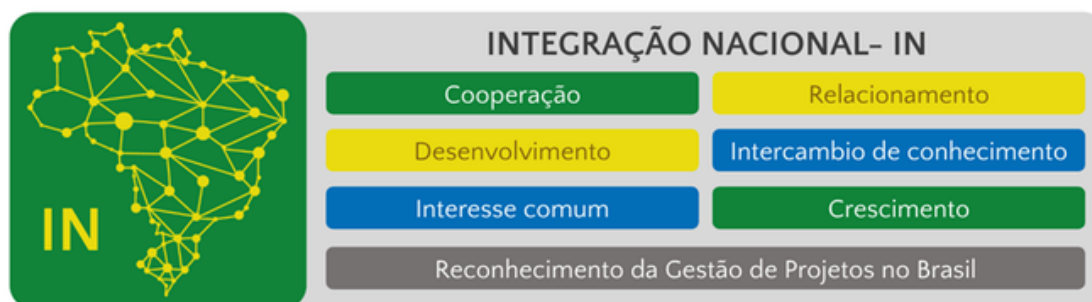 INTEGRAÇÃO NACIONAL- IN
Cooperação
Relacionamento
Desenvolvimento
Intercambio de conhecimento
Interesse comum
Crescimento
Reconhecimento da Gestão de Projetos no Brasil
IN